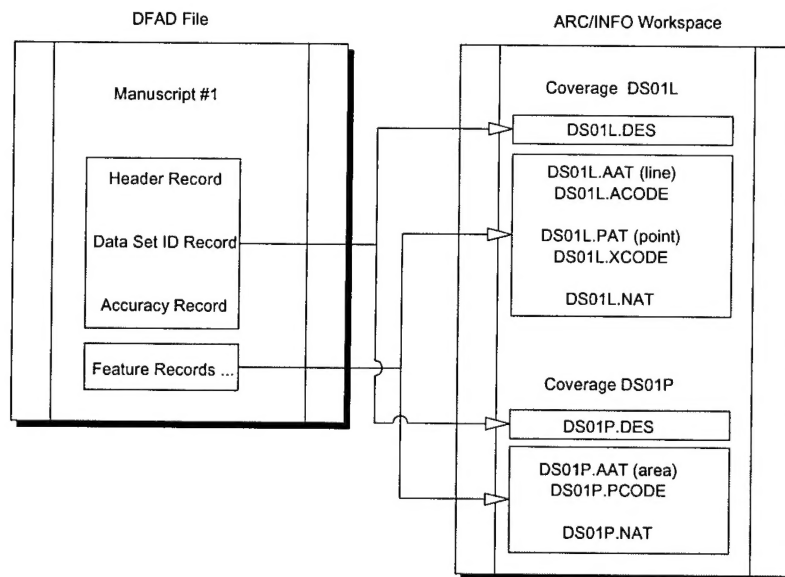 DFAD File
Manuscript #1
Header Record
Data Set ID Record
Accuracy Record
Feature Records ...
ARC/INFO Workspace
Coverage DS01L
DS01L.DES
DS01L.AAT (line)
DS01L.ACODE
DS01L.PAT (point)
DS01L.XCODE
DS01L.NAT
Coverage DS01P
DS01P.DES
DS01P.AAT (area)
DS01P.PCODE
DS01P.NAT